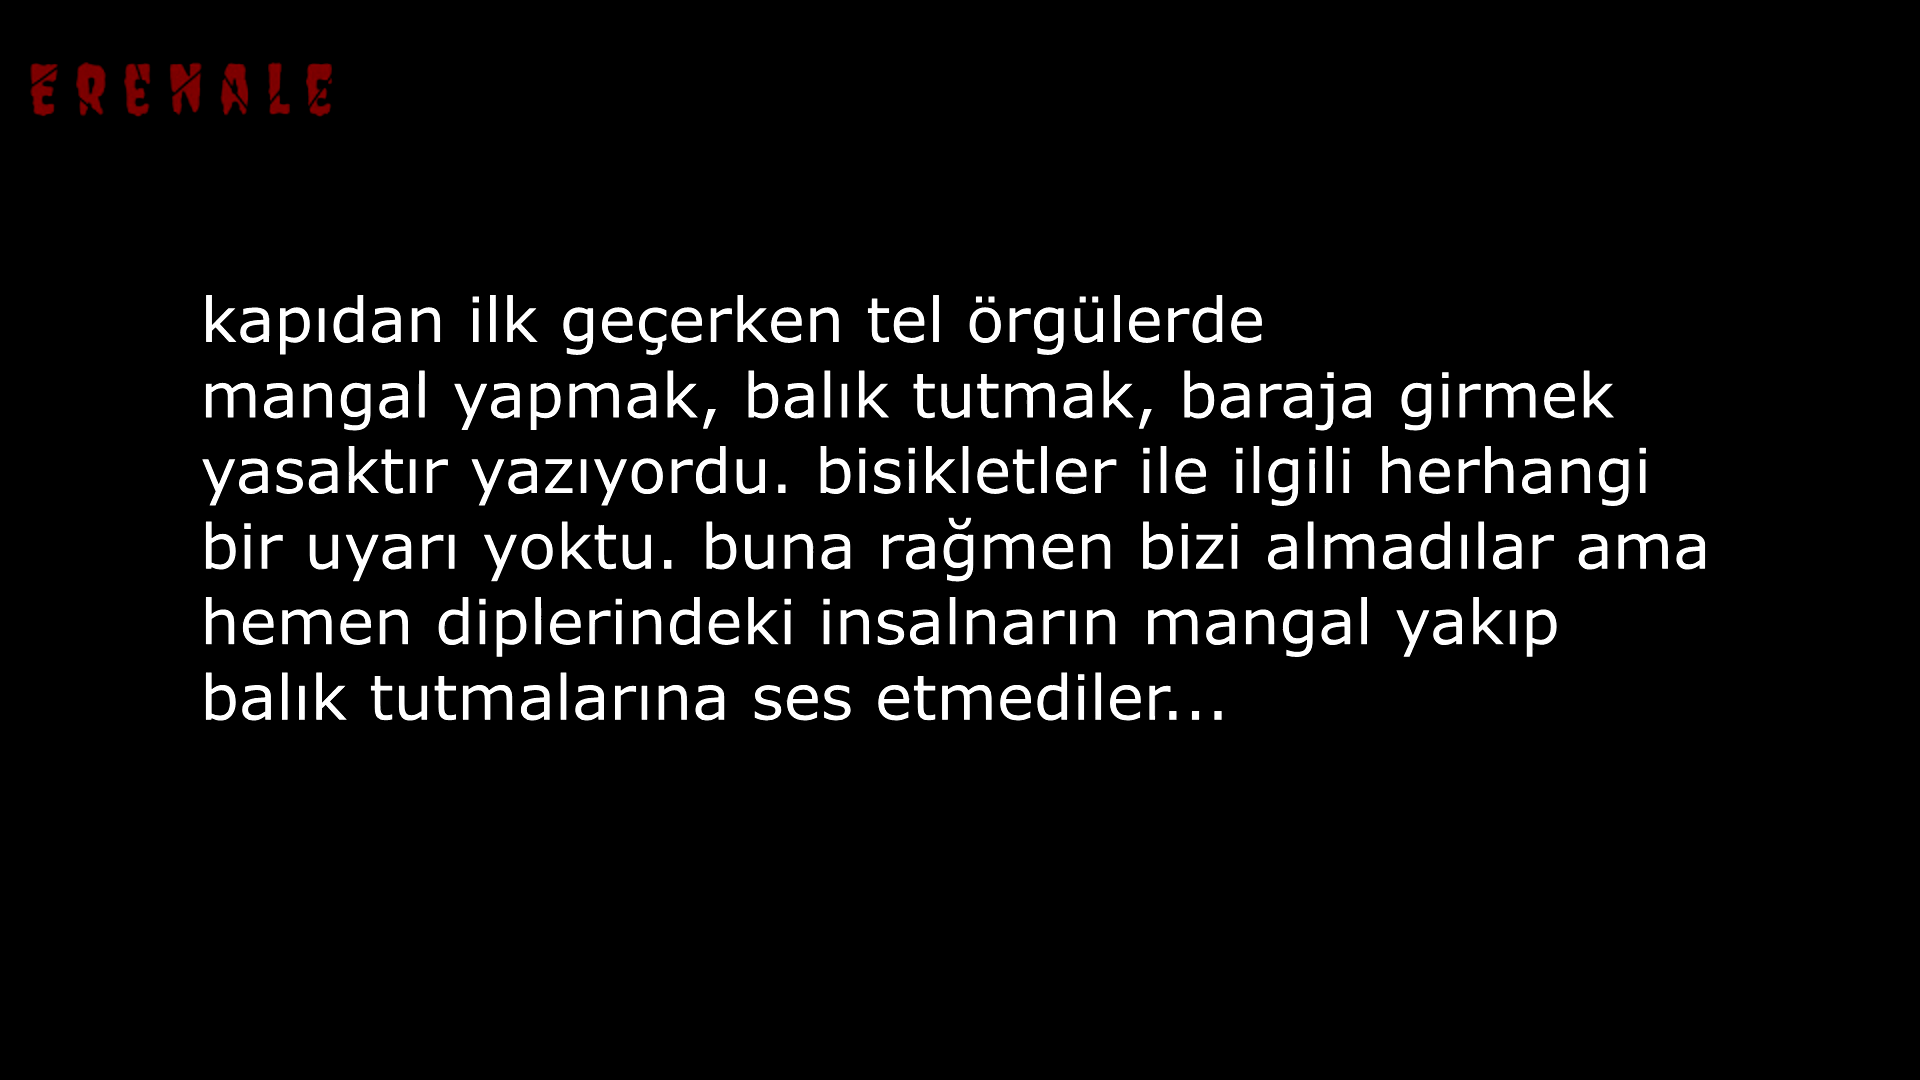 ERENALE
kapıdan ilk geçerken tel örgülerde
mangal yapmak, balık tutmak, baraja girmek
yasaktır yazıyordu. bisikletler ile ilgili herhangi
bir uyarı yoktu. buna rağmen bizi almadılar ama
hemen diplerindeki insalnarın mangal yakıp
balık tutmalarına ses etmediler...